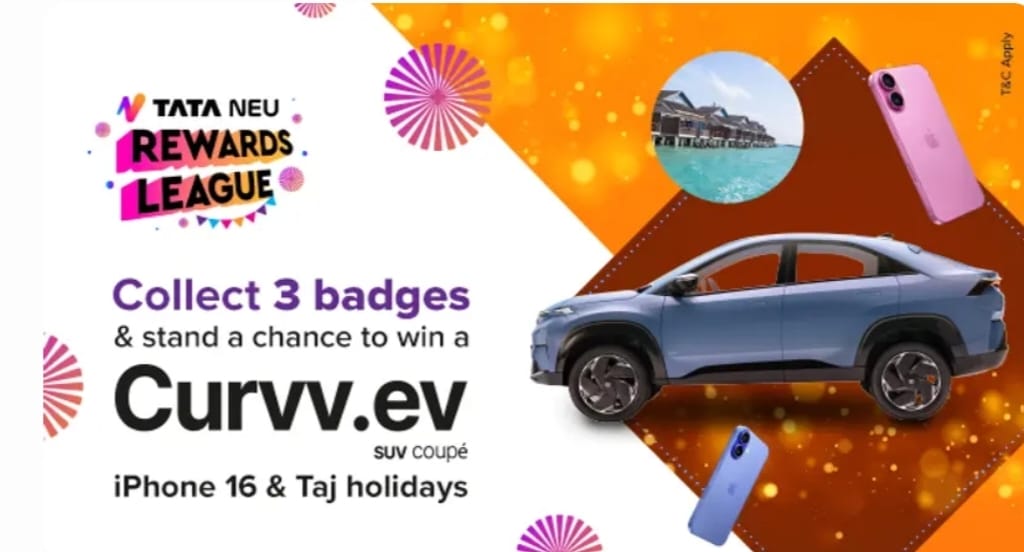 TATA NEU
REWARDS
LEAGUE
Collect 3 badges
& stand a chance to win a
Curvv.ev
SUV coupé
iPhone 16 & Taj holidays
T&C Apply